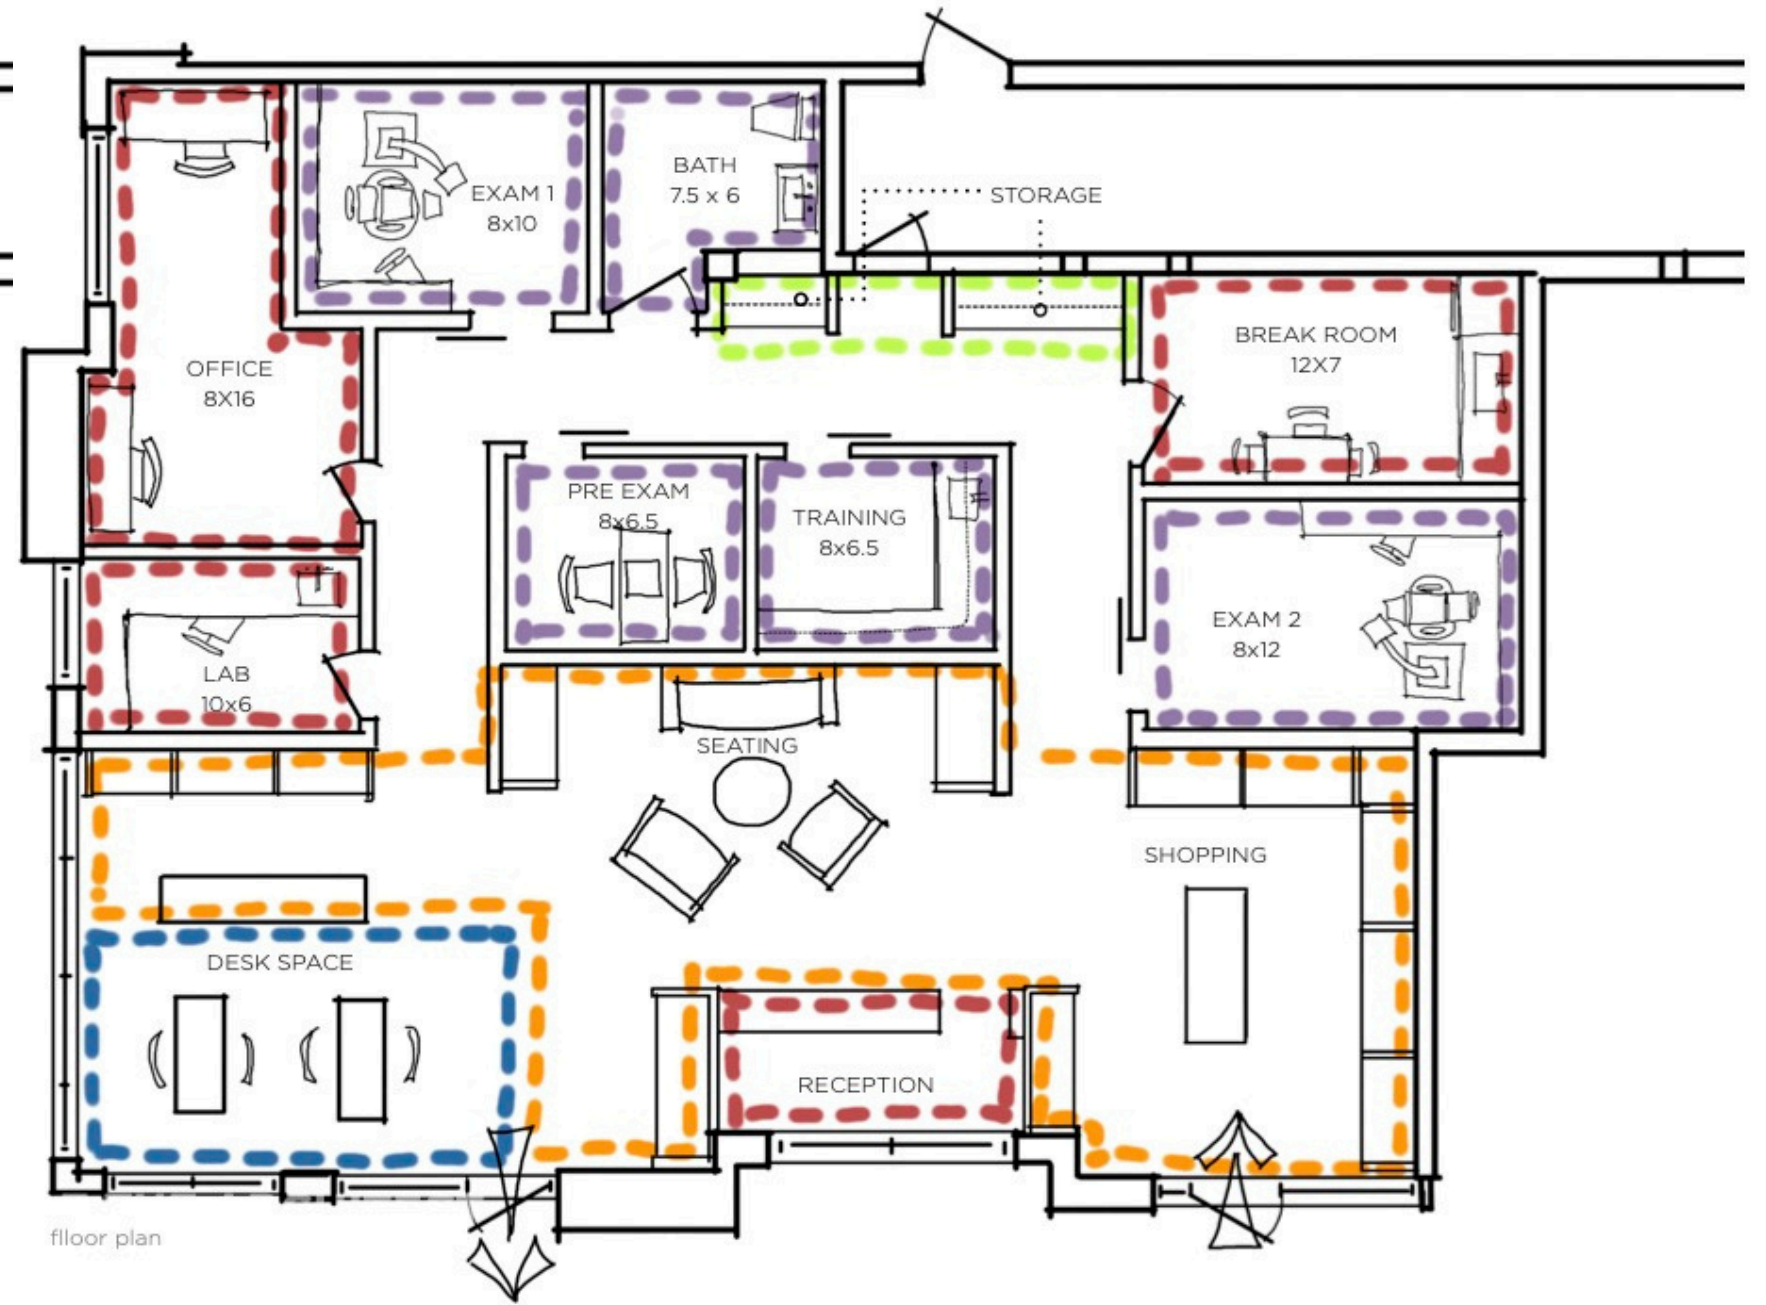 BATH
7.5 x 6
EXAM 1
8x10
STORAGE
OFFICE
8X16
BREAK ROOM
12X7
PRE EXAM
8x6.5
TRAINING
8x6.5
EXAM 2
8x12
LAB
10x6
SEATING
SHOPPING
DESK SPACE
RECEPTION
flloor plan